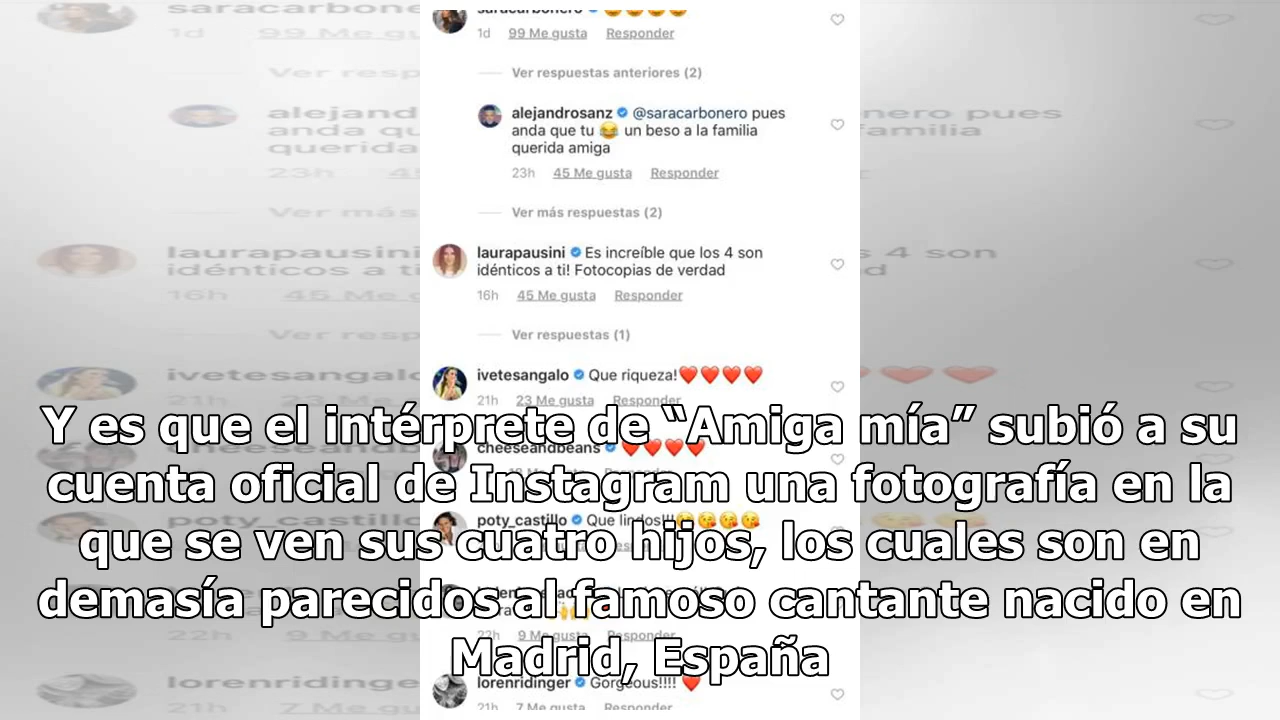 saracarbonero 😍😍😍😍
1d 99 Me gusta Responder
Ver respuestas anteriores (2)
alejandrosanz @saracarbonero pues
anda que tu 😂 un beso a la familia
querida amiga
23h 45 Me gusta Responder
Ver más respuestas (2)
laurapausini Es increíble que los 4 son
idénticos a ti! Fotocopias de verdad
16h 45 Me gusta Responder
Ver respuestas (1)
ivetesangalo Que riqueza!❤️❤️❤️❤️
21h 23 Me gusta Responder
cheeseandbeans ❤️❤️❤️❤️
poty_castillo Que lindos!!!😘😘😘😘
22h 9 Me gusta Responder
lorenridinger Gorgeous!!!! ❤️
21h 7 Me gusta Responder
Y es que el intérprete de “Amiga mía” subió a su
cuenta oficial de Instagram una fotografía en la
que se ven sus cuatro hijos, los cuales son en
demasía parecidos al famoso cantante nacido en
Madrid, España